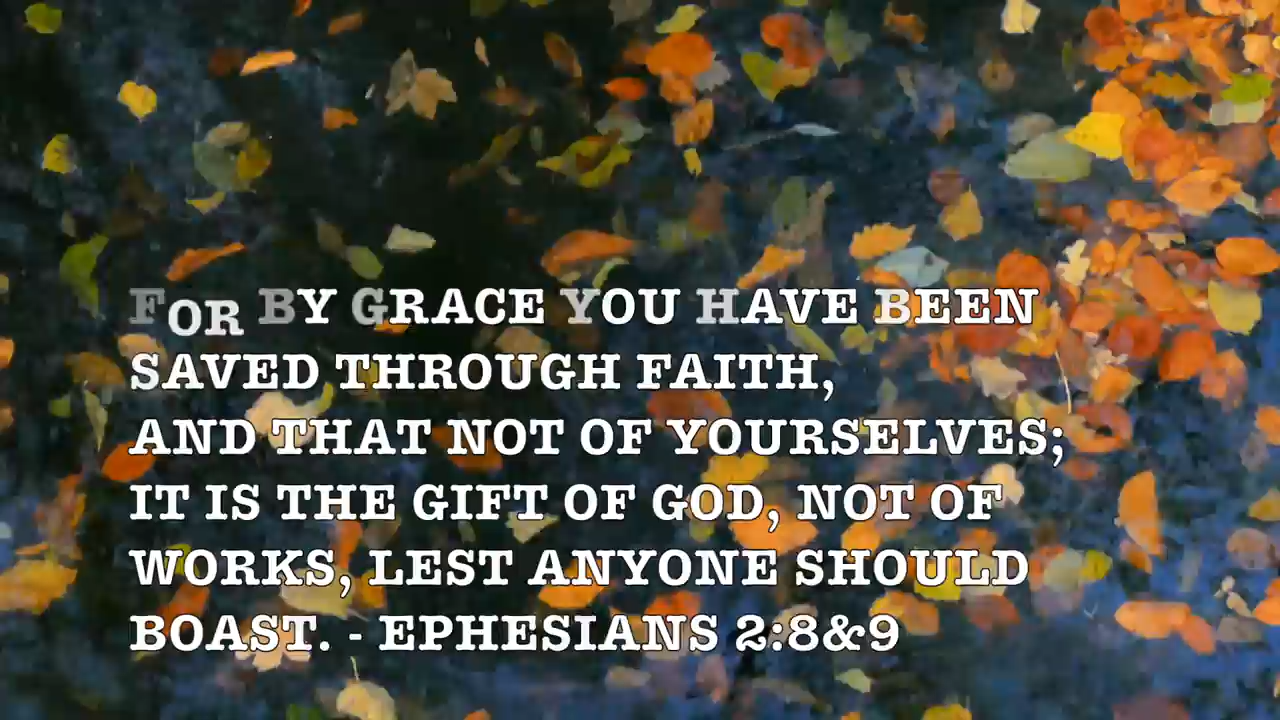 FOR BY GRACE YOU HAVE BEEN
SAVED THROUGH FAITH,
AND THAT NOT OF YOURSELVES;
IT IS THE GIFT OF GOD, NOT OF
WORKS, LEST ANYONE SHOULD
BOAST. - EPHESIANS 2:8&9